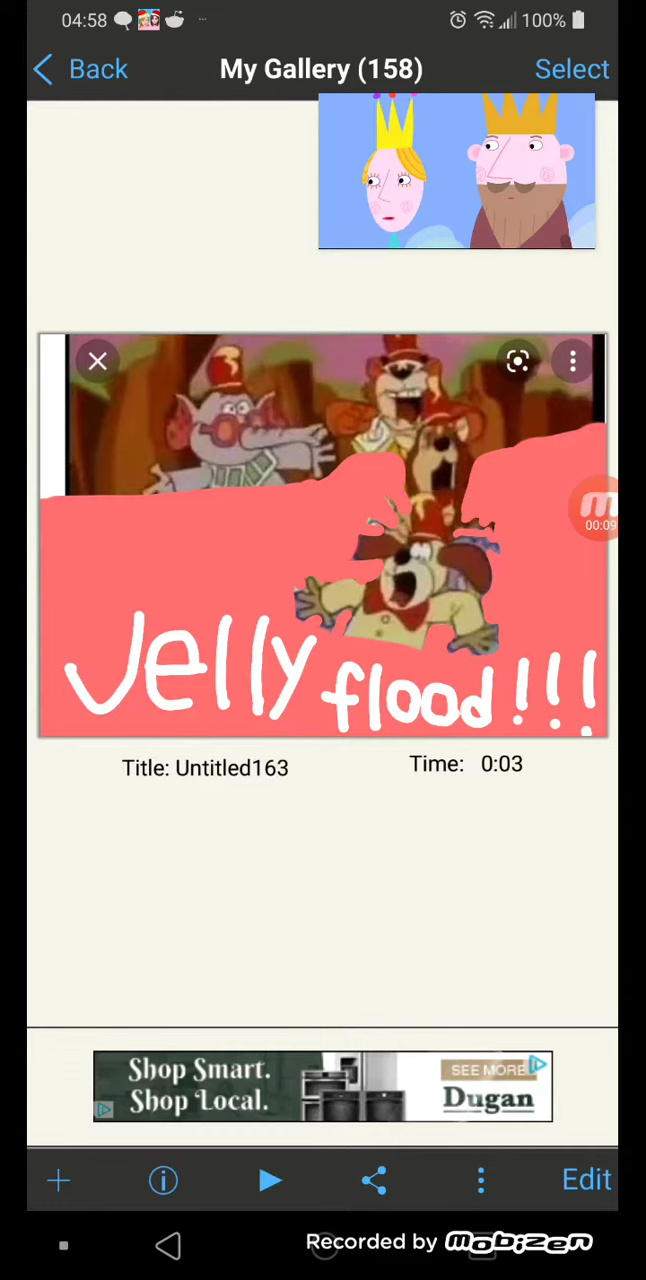 04:58
100%
Back
My Gallery (158)
Select
00:09
Jelly flood!!!
Title: Untitled163
Time: 0:03
Shop Smart.
Shop Local.
SEE MORE
Dugan
Edit
Recorded by mobizen